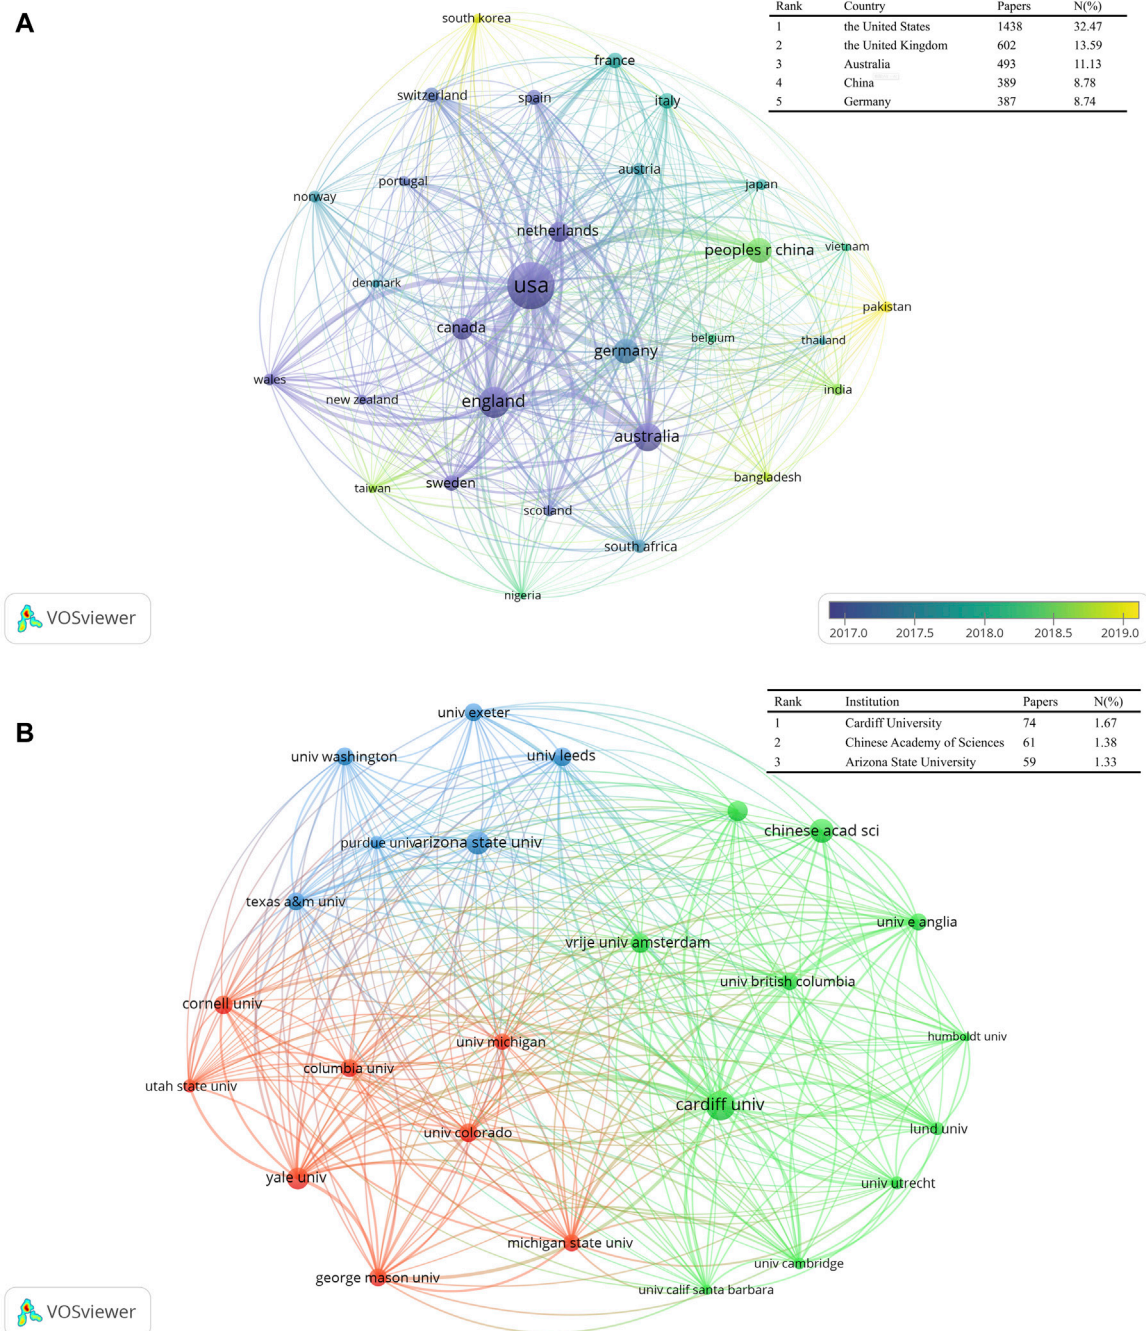 A
Rank Country Papers N(%)
1 the United States 1438 32.47
2 the United Kingdom 602 13.59
3 Australia 493 11.13
4 China 389 8.78
5 Germany 387 8.74
south korea
france
switzerland
spain
italy
austria
portugal
japan
norway
netherlands
peoples r china
vietnam
denmark
usa
pakistan
canada
germany
belgium
thailand
wales
india
new zealand
england
australia
bangladesh
taiwan
sweden
scotland
south africa
nigeria
VOSviewer
2017.0 2017.5 2018.0 2018.5 2019.0
B
Rank Institution Papers N(%)
1 Cardiff University 74 1.67
2 Chinese Academy of Sciences 61 1.38
3 Arizona State University 59 1.33
univ exeter
univ washington
univ leeds
chinese acad sci
purdue univ
arizona state univ
texas a&m univ
univ e anglia
vrije univ amsterdam
univ british columbia
cornell univ
humboldt univ
univ michigan
columbia univ
utah state univ
cardiff univ
univ colorado
lund univ
yale univ
univ utrecht
michigan state univ
univ cambridge
george mason univ
univ calif santa barbara
VOSviewer